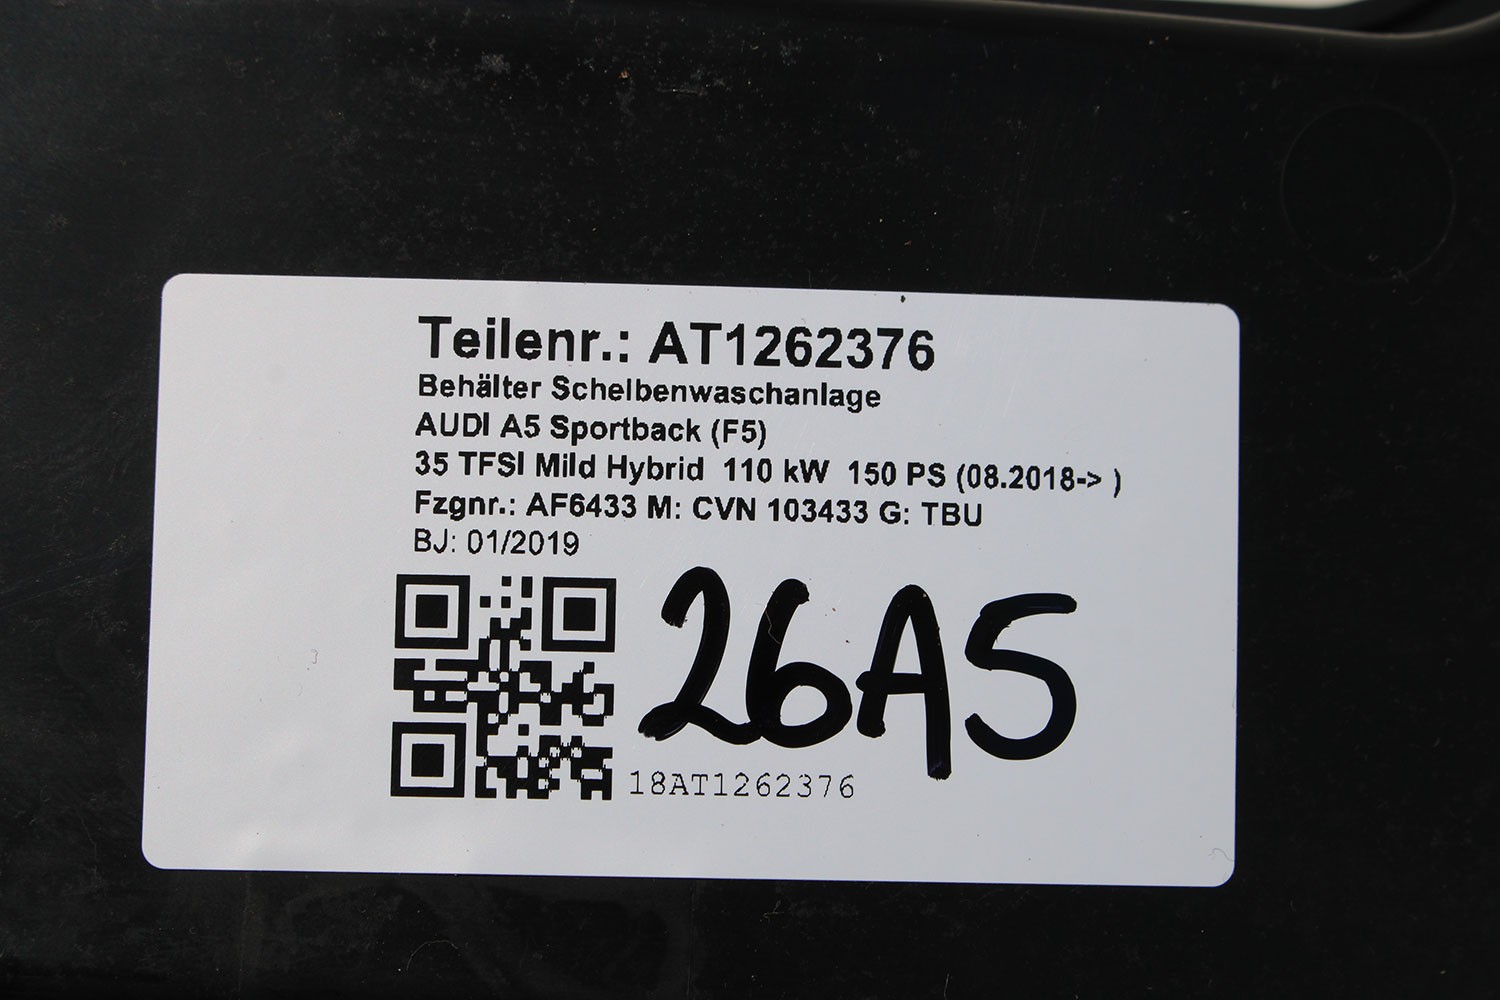 Teilenr.: AT1262376
Behälter Scheibenwaschanlage
AUDI A5 Sportback (F5)
35 TFSI Mild Hybrid 110 kW 150 PS (08.2018-> )
Fzgnr.: AF6433 M: CVN 103433 G: TBU
BJ: 01/2019
26A5
18AT1262376